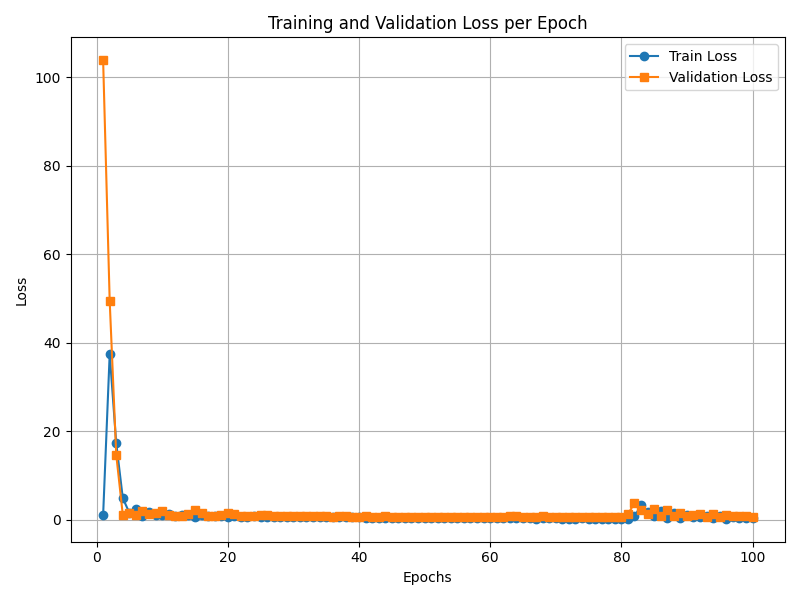 Training and Validation Loss per Epoch
Train Loss
Validation Loss
100
80
60
40
20
0
Loss
0 20 40 60 80 100
Epochs